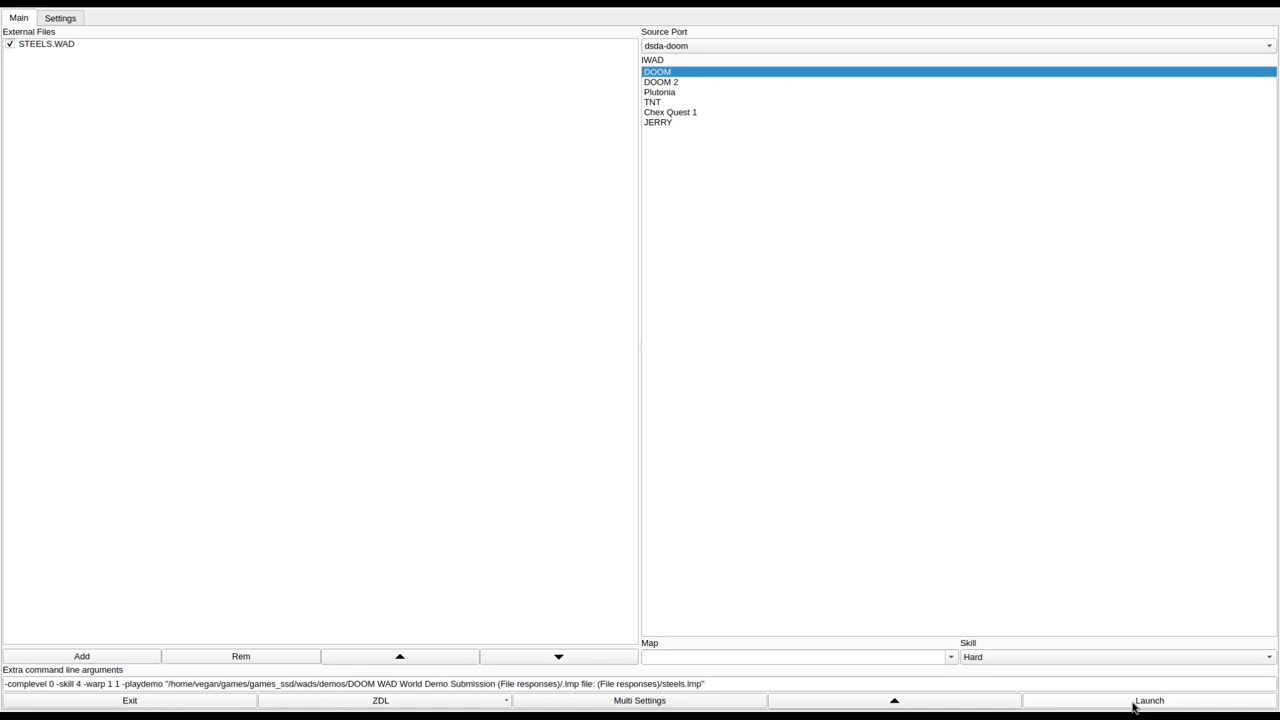 Main Settings
External Files
STEELS.WAD
Source Port
dsda-doom
IWAD
DOOM
DOOM 2
Plutonia
TNT
Chex Quest 1
JERRY
Map Skill
Hard
Add Rem
Extra command line arguments
-complevel 0 -skill 4 -warp 1 1 -playdemo "/home/vegan/games/games_ssd/wads/demos/DOOM WAD World Demo Submission (File responses)/.lmp file: (File responses)/steels.lmp"
Exit ZDL Multi Settings Launch